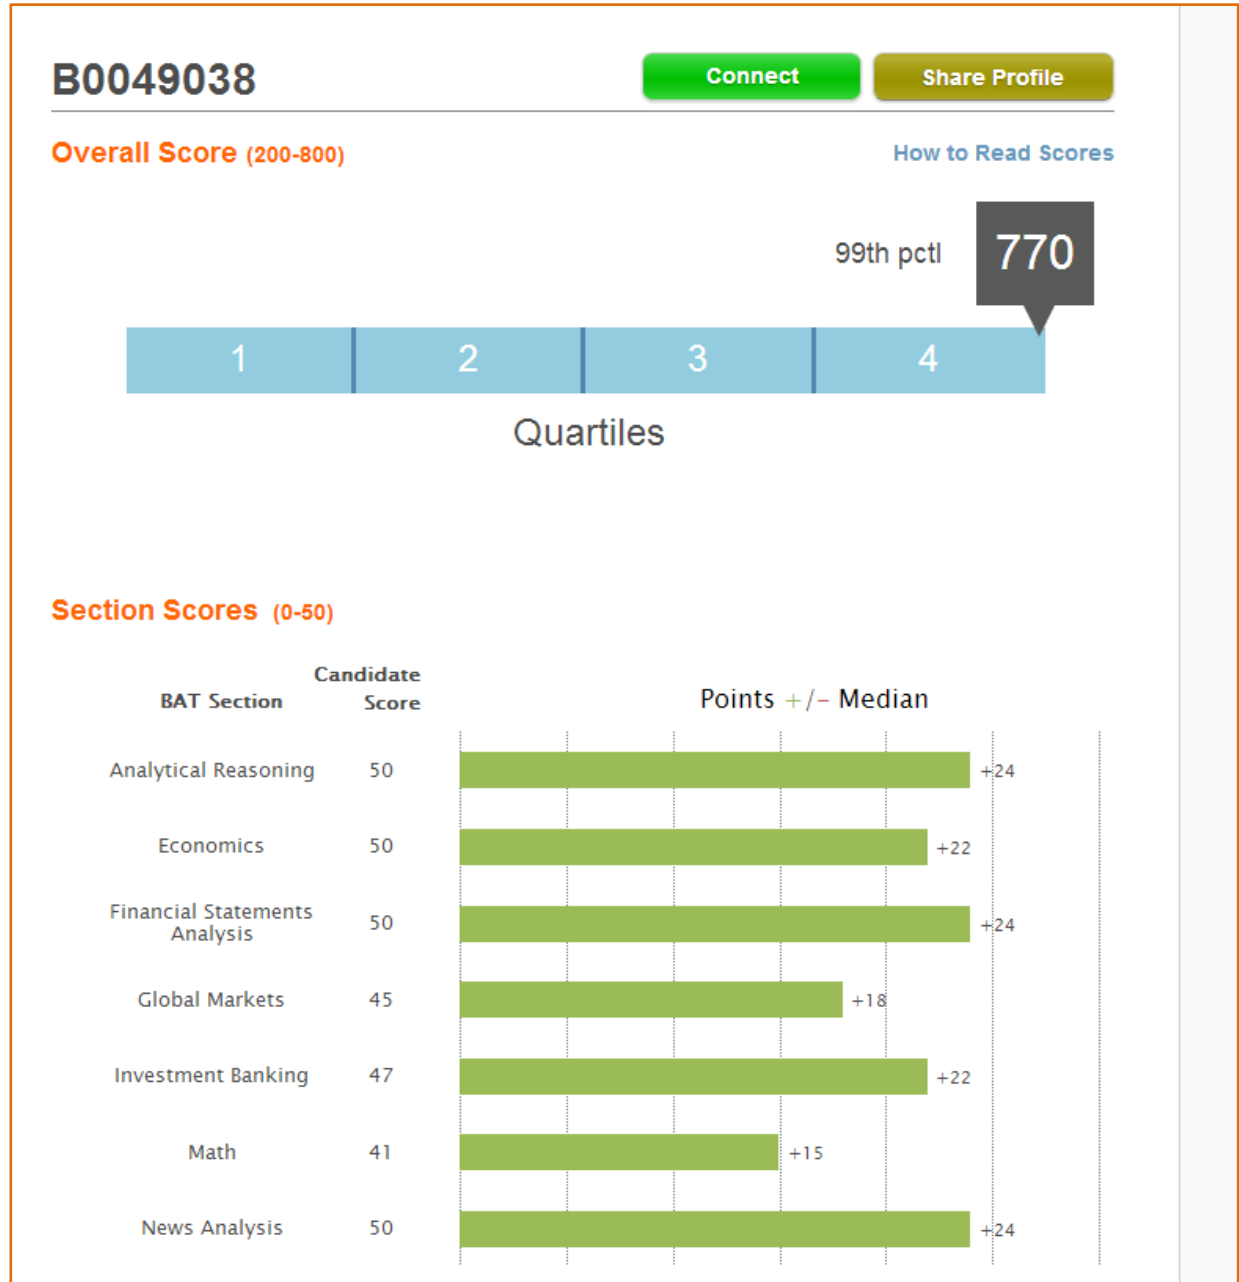 B0049038
Connect
Share Profile
Overall Score (200-800)
How to Read Scores
99th pctl
770
1
2
3
4
Quartiles
Section Scores (0-50)
BAT Section
Candidate
Score
Points +/- Median
Analytical Reasoning 50 +24
Economics 50 +22
Financial Statements
Analysis
50 +24
Global Markets 45 +18
Investment Banking 47 +22
Math 41 +15
News Analysis 50 +24